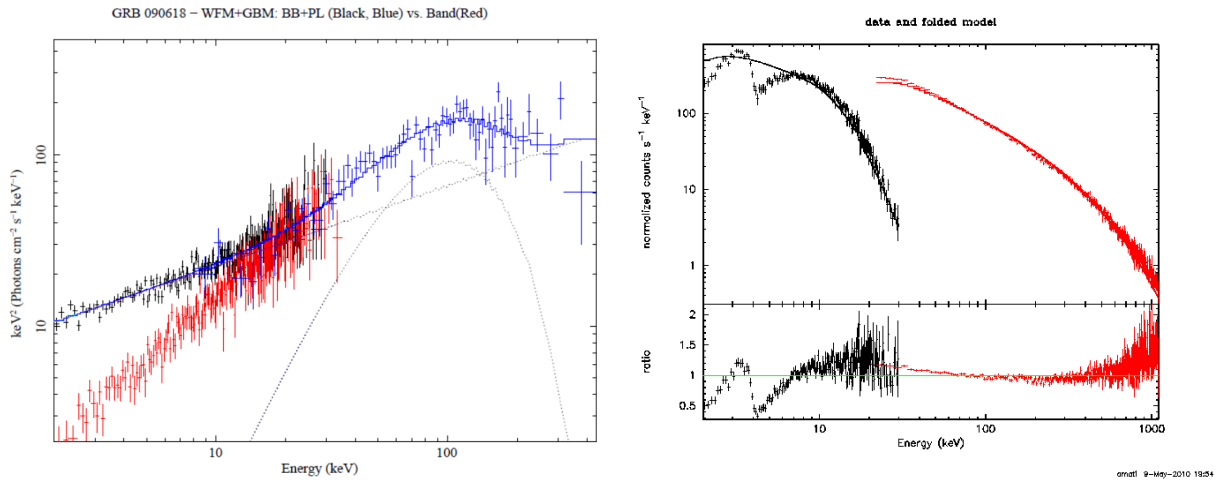 GRB 090618 − WFM+GBM: BB+PL (Black, Blue) vs. Band(Red)
keV² (Photons cm⁻² s⁻¹ keV⁻¹)
100
10
10
100
Energy (keV)
data and folded model
normalized counts s⁻¹ keV⁻¹
100
10
1
ratio
2
1.5
1
0.5
10
100
1000
Energy (keV)
amati 9−May−2010 19:54